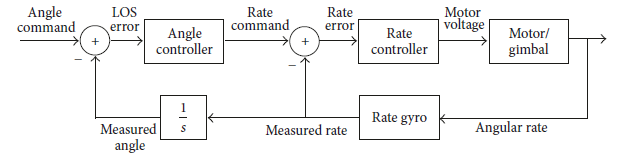 Angle
command
LOS
error
Angle
controller
Rate
command
Rate
error
Rate
controller
Motor
voltage
Motor/
gimbal
+
−
+
−
1
s
Measured
angle
Measured rate
Rate gyro
Angular rate